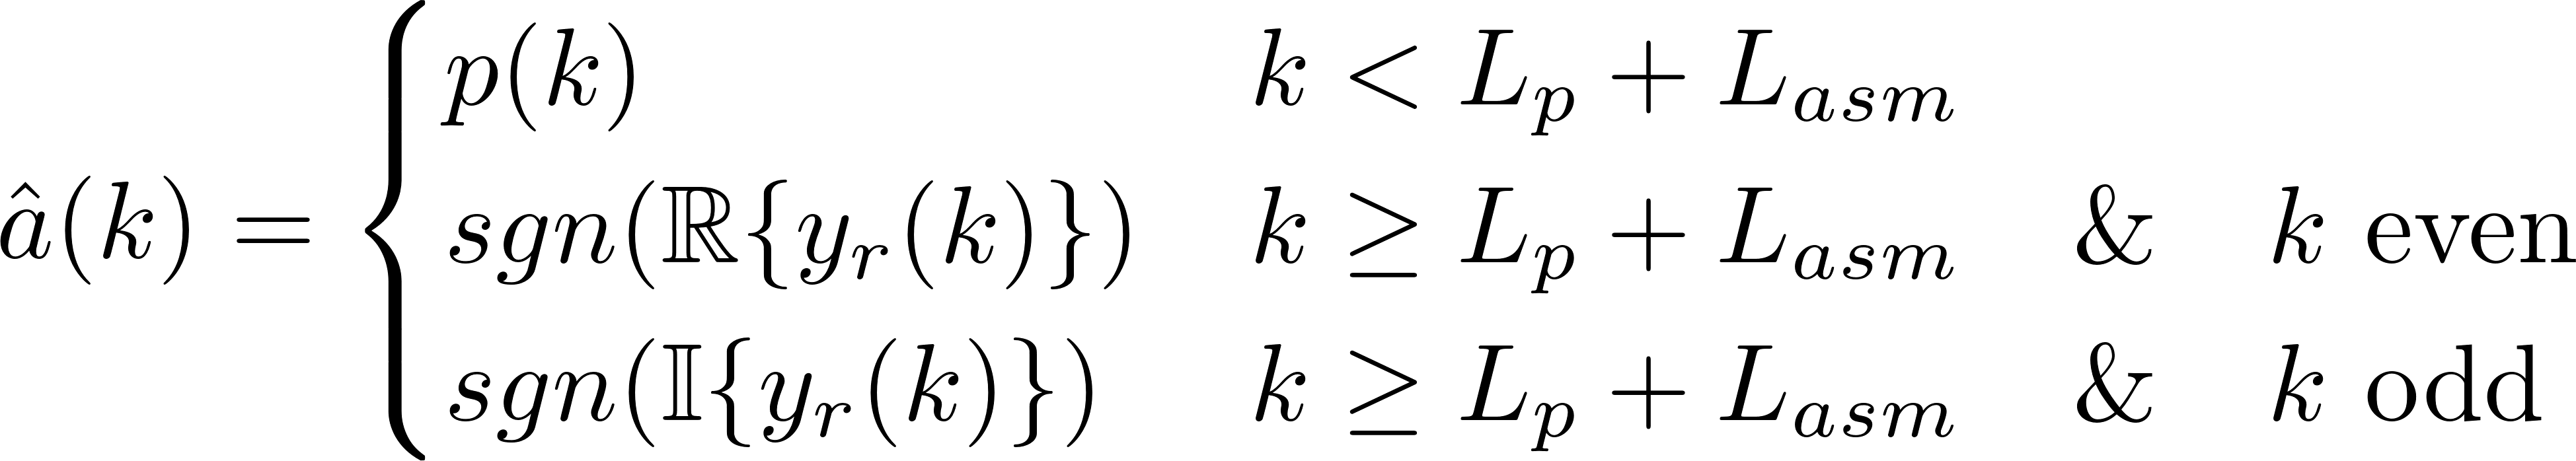 â(k) = { p(k) k < L_p + L_asm
sgn(ℝ{y_r(k)}) k ≥ L_p + L_asm & k even
sgn(𝕀{y_r(k)}) k ≥ L_p + L_asm & k odd